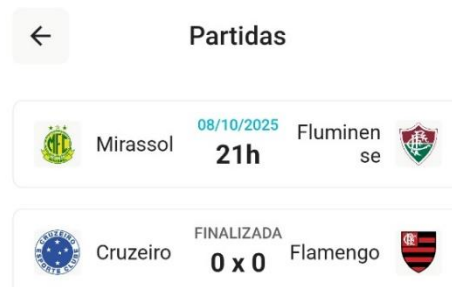 Partidas
08/10/2025
Mirassol
21h
Fluminen
se
FINALIZADA
Cruzeiro
0 x 0
Flamengo